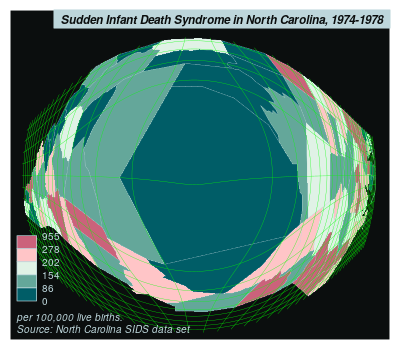 Sudden Infant Death Syndrome in North Carolina, 1974-1978
955
278
202
154
86
0
per 100,000 live births.
Source: North Carolina SIDS data set